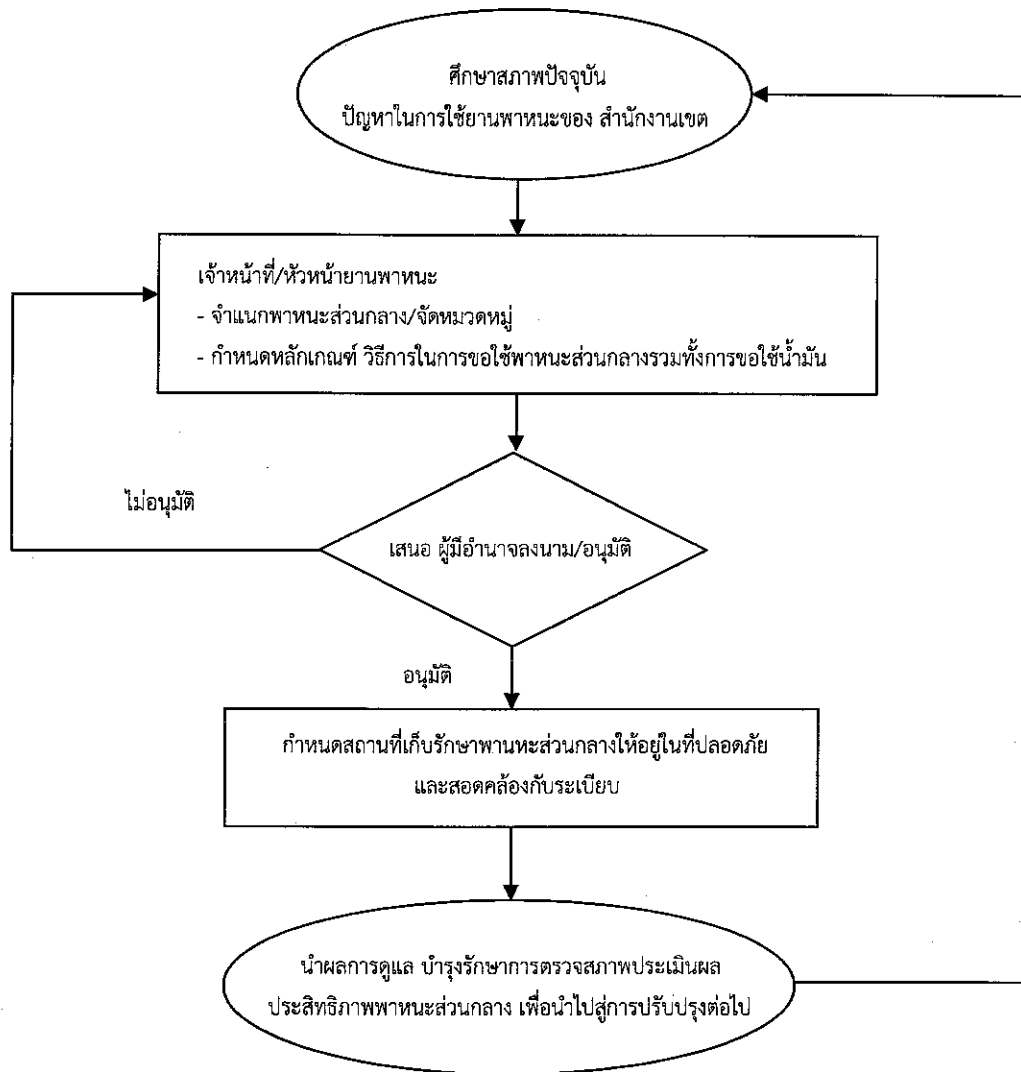 ศึกษาสภาพปัจจุบัน
ปัญหาในการใช้ยานพาหนะของ สำนักงานเขต
เจ้าหน้าที่/หัวหน้ายานพาหนะ
- จำแนกพาหนะส่วนกลาง/จัดหมวดหมู่
- กำหนดหลักเกณฑ์ วิธีการในการขอใช้พาหนะส่วนกลางรวมทั้งการขอใช้น้ำมัน
ไม่อนุมัติ
เสนอ ผู้มีอำนาจลงนาม/อนุมัติ
อนุมัติ
กำหนดสถานที่เก็บรักษาพานหะส่วนกลางให้อยู่ในที่ปลอดภัย
และสอดคล้องกับระเบียบ
นำผลการดูแล บำรุงรักษาการตรวจสภาพประเมินผล
ประสิทธิภาพพาหนะส่วนกลาง เพื่อนำไปสู่การปรับปรุงต่อไป